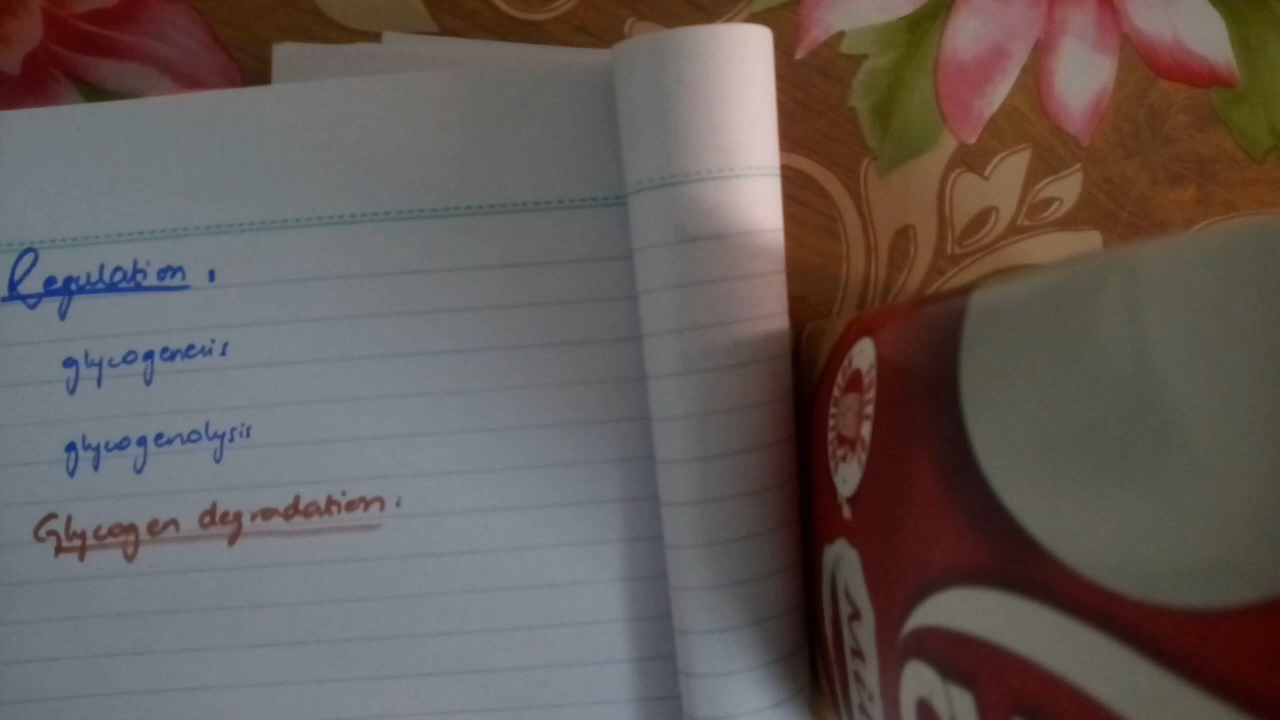 Regulation:
glycogenesis
glycogenolysis
Glycogen degradation: